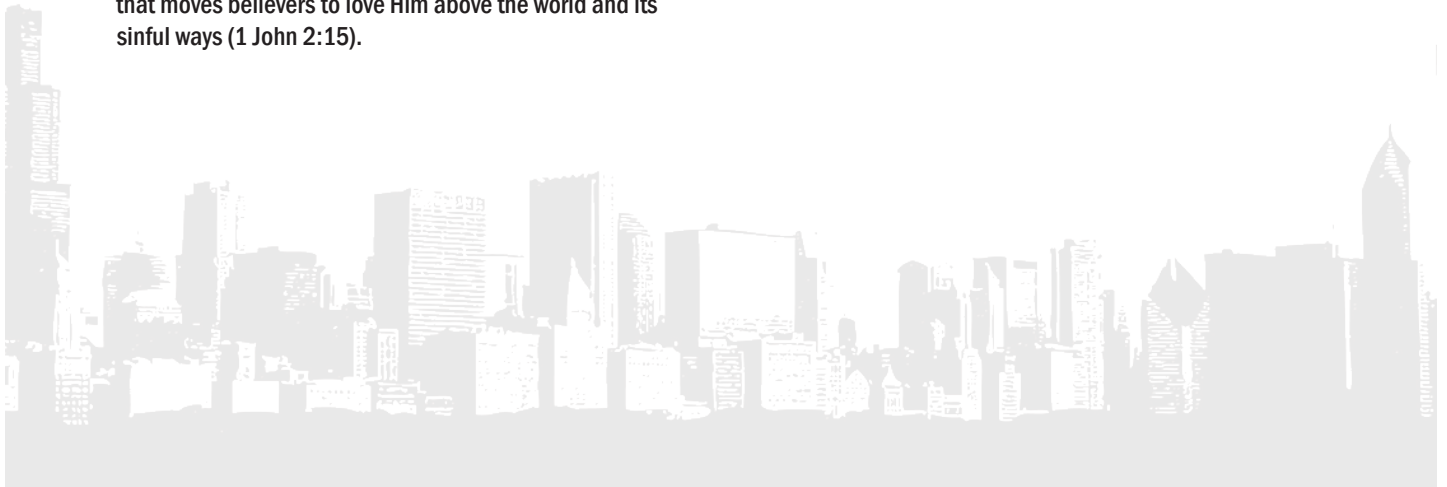 that moves believers to love Him above the world and its
sinful ways (1 John 2:15).